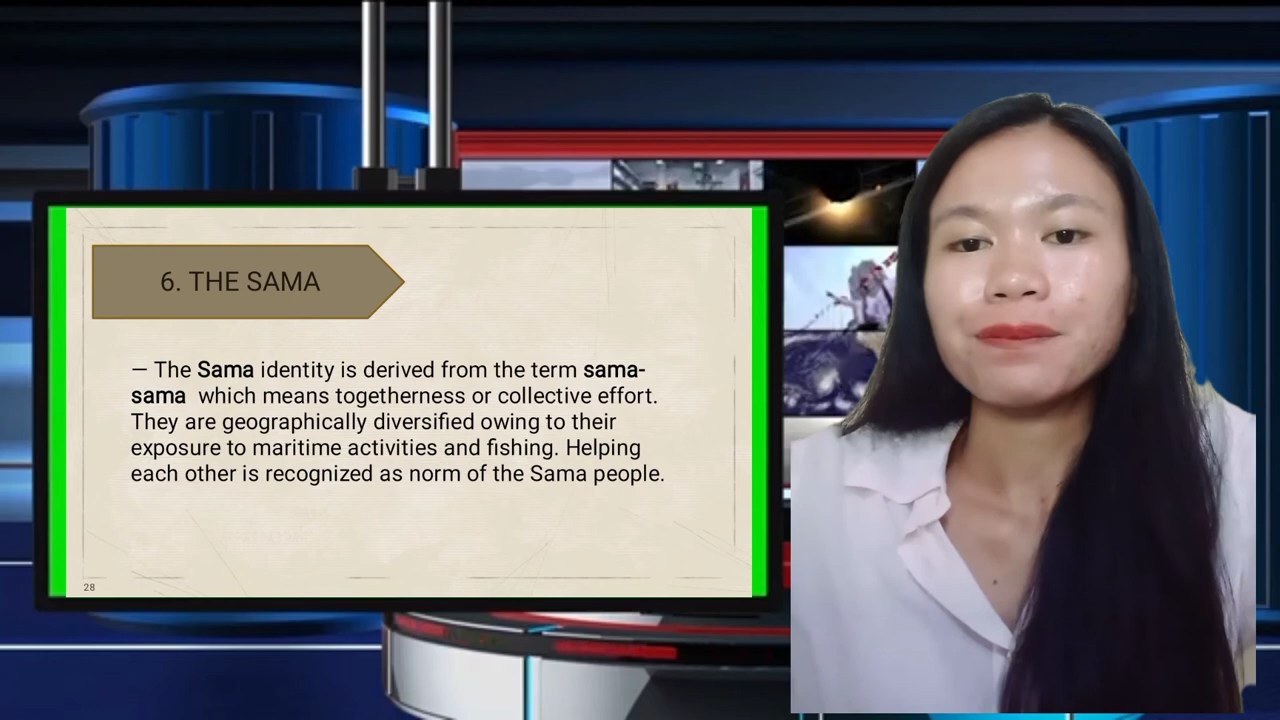 6. THE SAMA
– The Sama identity is derived from the term sama-
sama which means togetherness or collective effort.
They are geographically diversified owing to their
exposure to maritime activities and fishing. Helping
each other is recognized as norm of the Sama people.
28